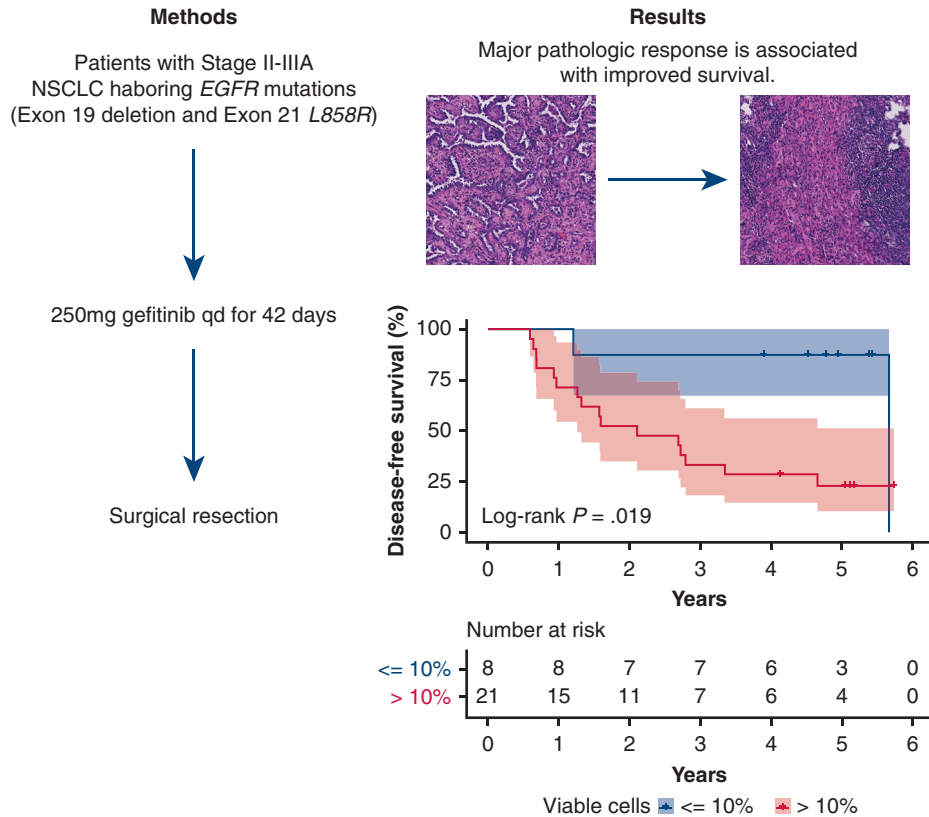 Methods
Patients with Stage II-IIIA
NSCLC haboring EGFR mutations
(Exon 19 deletion and Exon 21 L858R)
250mg gefitinib qd for 42 days
Surgical resection
Results
Major pathologic response is associated
with improved survival.
Disease-free survival (%)
100
75
50
25
0
Log-rank P = .019
0 1 2 3 4 5 6
Years
Number at risk
<= 10% 8 8 7 7 6 3 0
> 10% 21 15 11 7 6 4 0
0 1 2 3 4 5 6
Years
Viable cells <= 10% > 10%